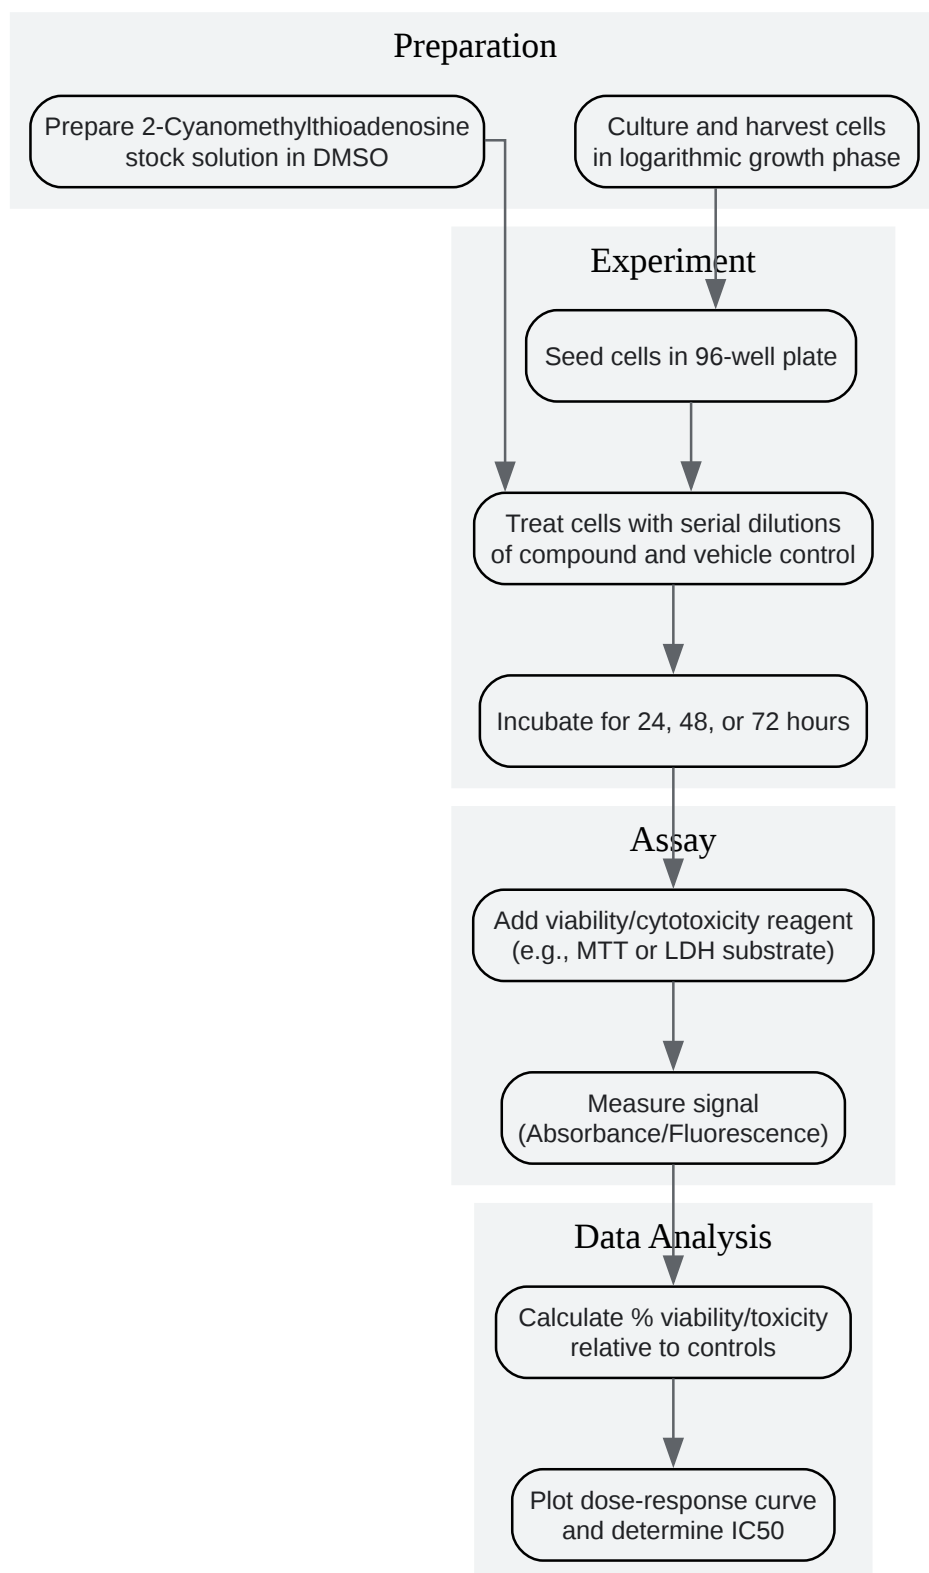 Preparation
Prepare 2-Cyanomethylthioadenosine
stock solution in DMSO
Culture and harvest cells
in logarithmic growth phase
Experiment
Seed cells in 96-well plate
Treat cells with serial dilutions
of compound and vehicle control
Incubate for 24, 48, or 72 hours
Assay
Add viability/cytotoxicity reagent
(e.g., MTT or LDH substrate)
Measure signal
(Absorbance/Fluorescence)
Data Analysis
Calculate % viability/toxicity
relative to controls
Plot dose-response curve
and determine IC50